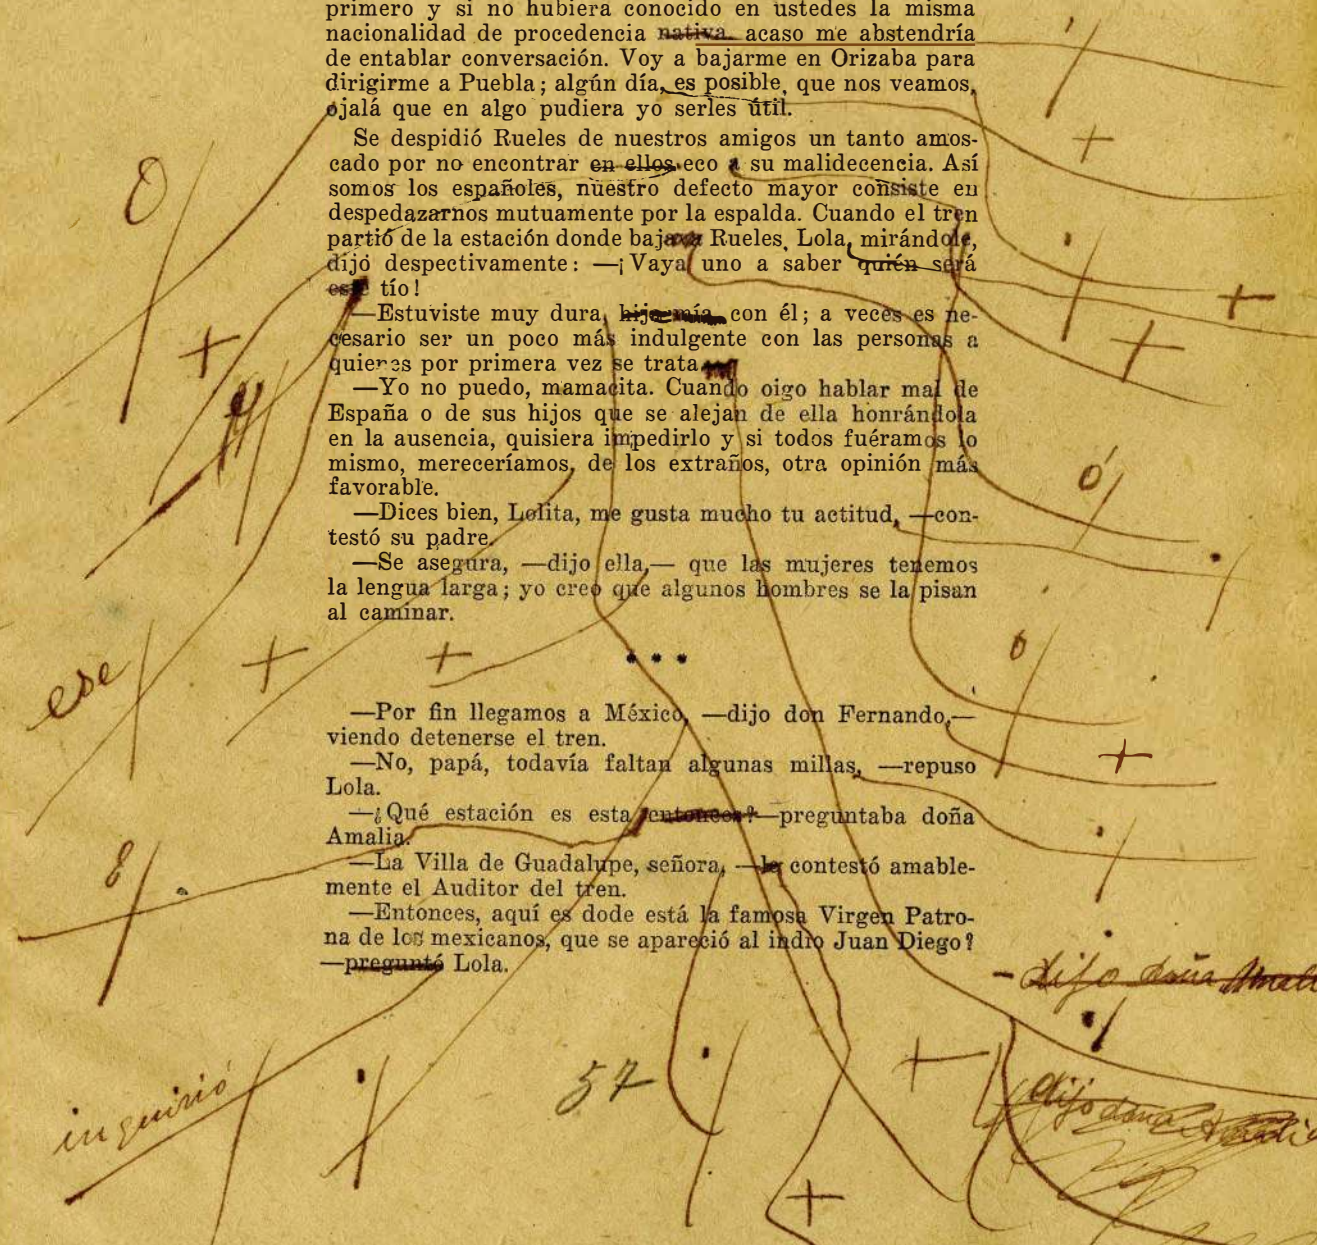 primero y si no hubiera conocido en ustedes la misma
nacionalidad de procedencia nativa acaso me abstendría
de entablar conversación. Voy a bajarme en Orizaba para
dirigirme a Puebla; algún día, es posible, que nos veamos,
ojalá que en algo pudiera yo serles útil.
Se despidió Rueles de nuestros amigos un tanto amos-
cado por no encontrar en ellos eco a su malidecencia. Así
somos los españoles, nuestro defecto mayor consiste en
despedazarnos mutuamente por la espalda. Cuando el tren
partió de la estación donde bajara Rueles, Lola, mirándole,
dijo despectivamente: —¡Vaya uno a saber quién será
este tío!
—Estuviste muy dura, hija mía, con él; a veces es ne-
cesario ser un poco más indulgente con las personas a
quienes por primera vez se trata
—Yo no puedo, mamacita. Cuando oigo hablar mal de
España o de sus hijos que se alejan de ella honrándola
en la ausencia, quisiera impedirlo y si todos fuéramos lo
mismo, mereceríamos, de los extraños, otra opinión más
favorable.
—Dices bien, Lolita, me gusta mucho tu actitud, —con-
testó su padre.
—Se asegura, —dijo ella,— que las mujeres tenemos
la lengua larga; yo creo que algunos hombres se la pisan
al caminar.
ese
* * *
—Por fin llegamos a México, —dijo don Fernando,—
viendo detenerse el tren.
—No, papá, todavía faltan algunas millas, —repuso
Lola.
—¿Qué estación es esta entonces?—preguntaba doña
Amalia.
—La Villa de Guadalupe, señora, —le contestó amable-
mente el Auditor del tren.
—Entonces, aquí es dode está la famosa Virgen Patro-
na de los mexicanos, que se apareció al indio Juan Diego?
—preguntó Lola.
- dijo doña
inquirió
57
dijo doña